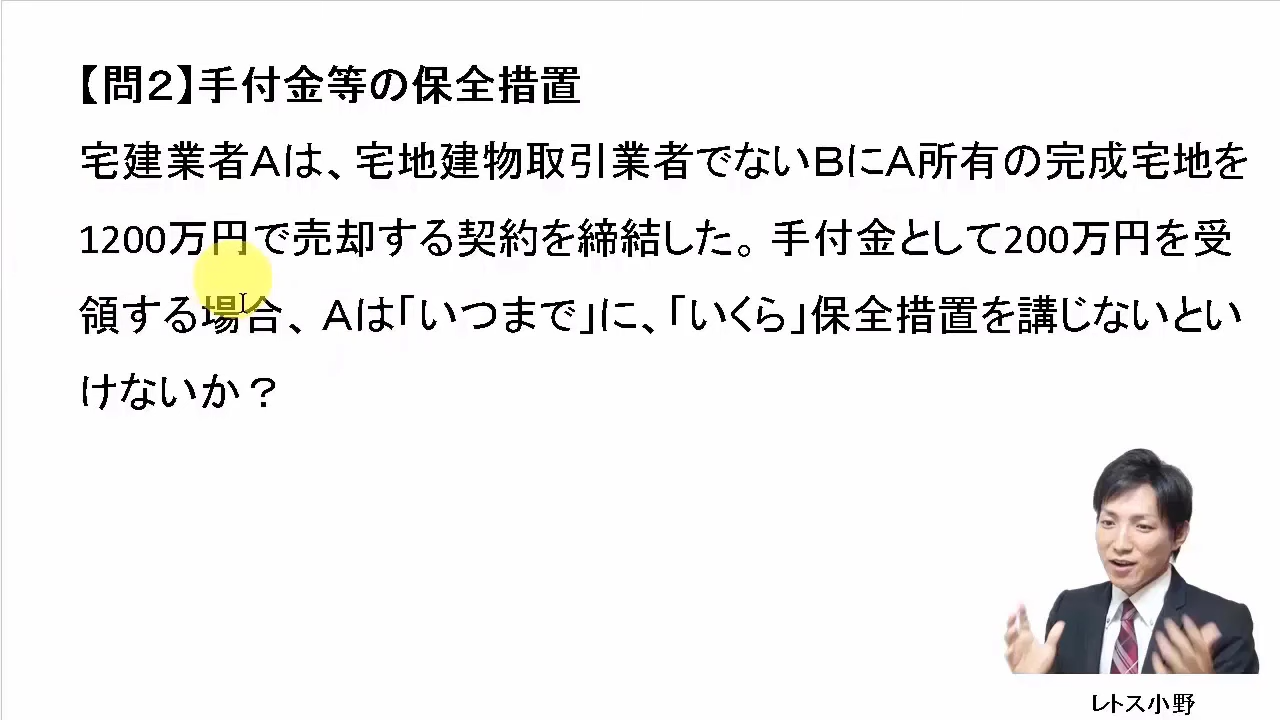 【問２】手付金等の保全措置
宅建業者Ａは、宅地建物取引業者でないＢにＡ所有の完成宅地を
1200万円で売却する契約を締結した。手付金として200万円を受
領する場合、Ａは「いつまで」に、「いくら」保全措置を講じないとい
けないか？
レトス小野